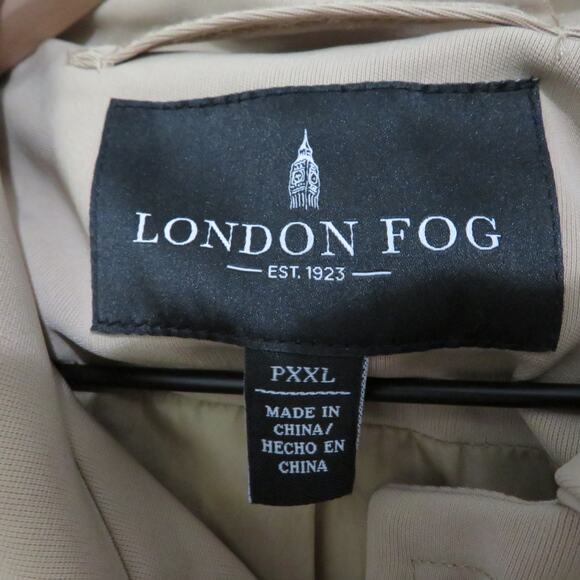 LONDON FOG
EST. 1923
PXXL
MADE IN
CHINA/
HECHO EN
CHINA